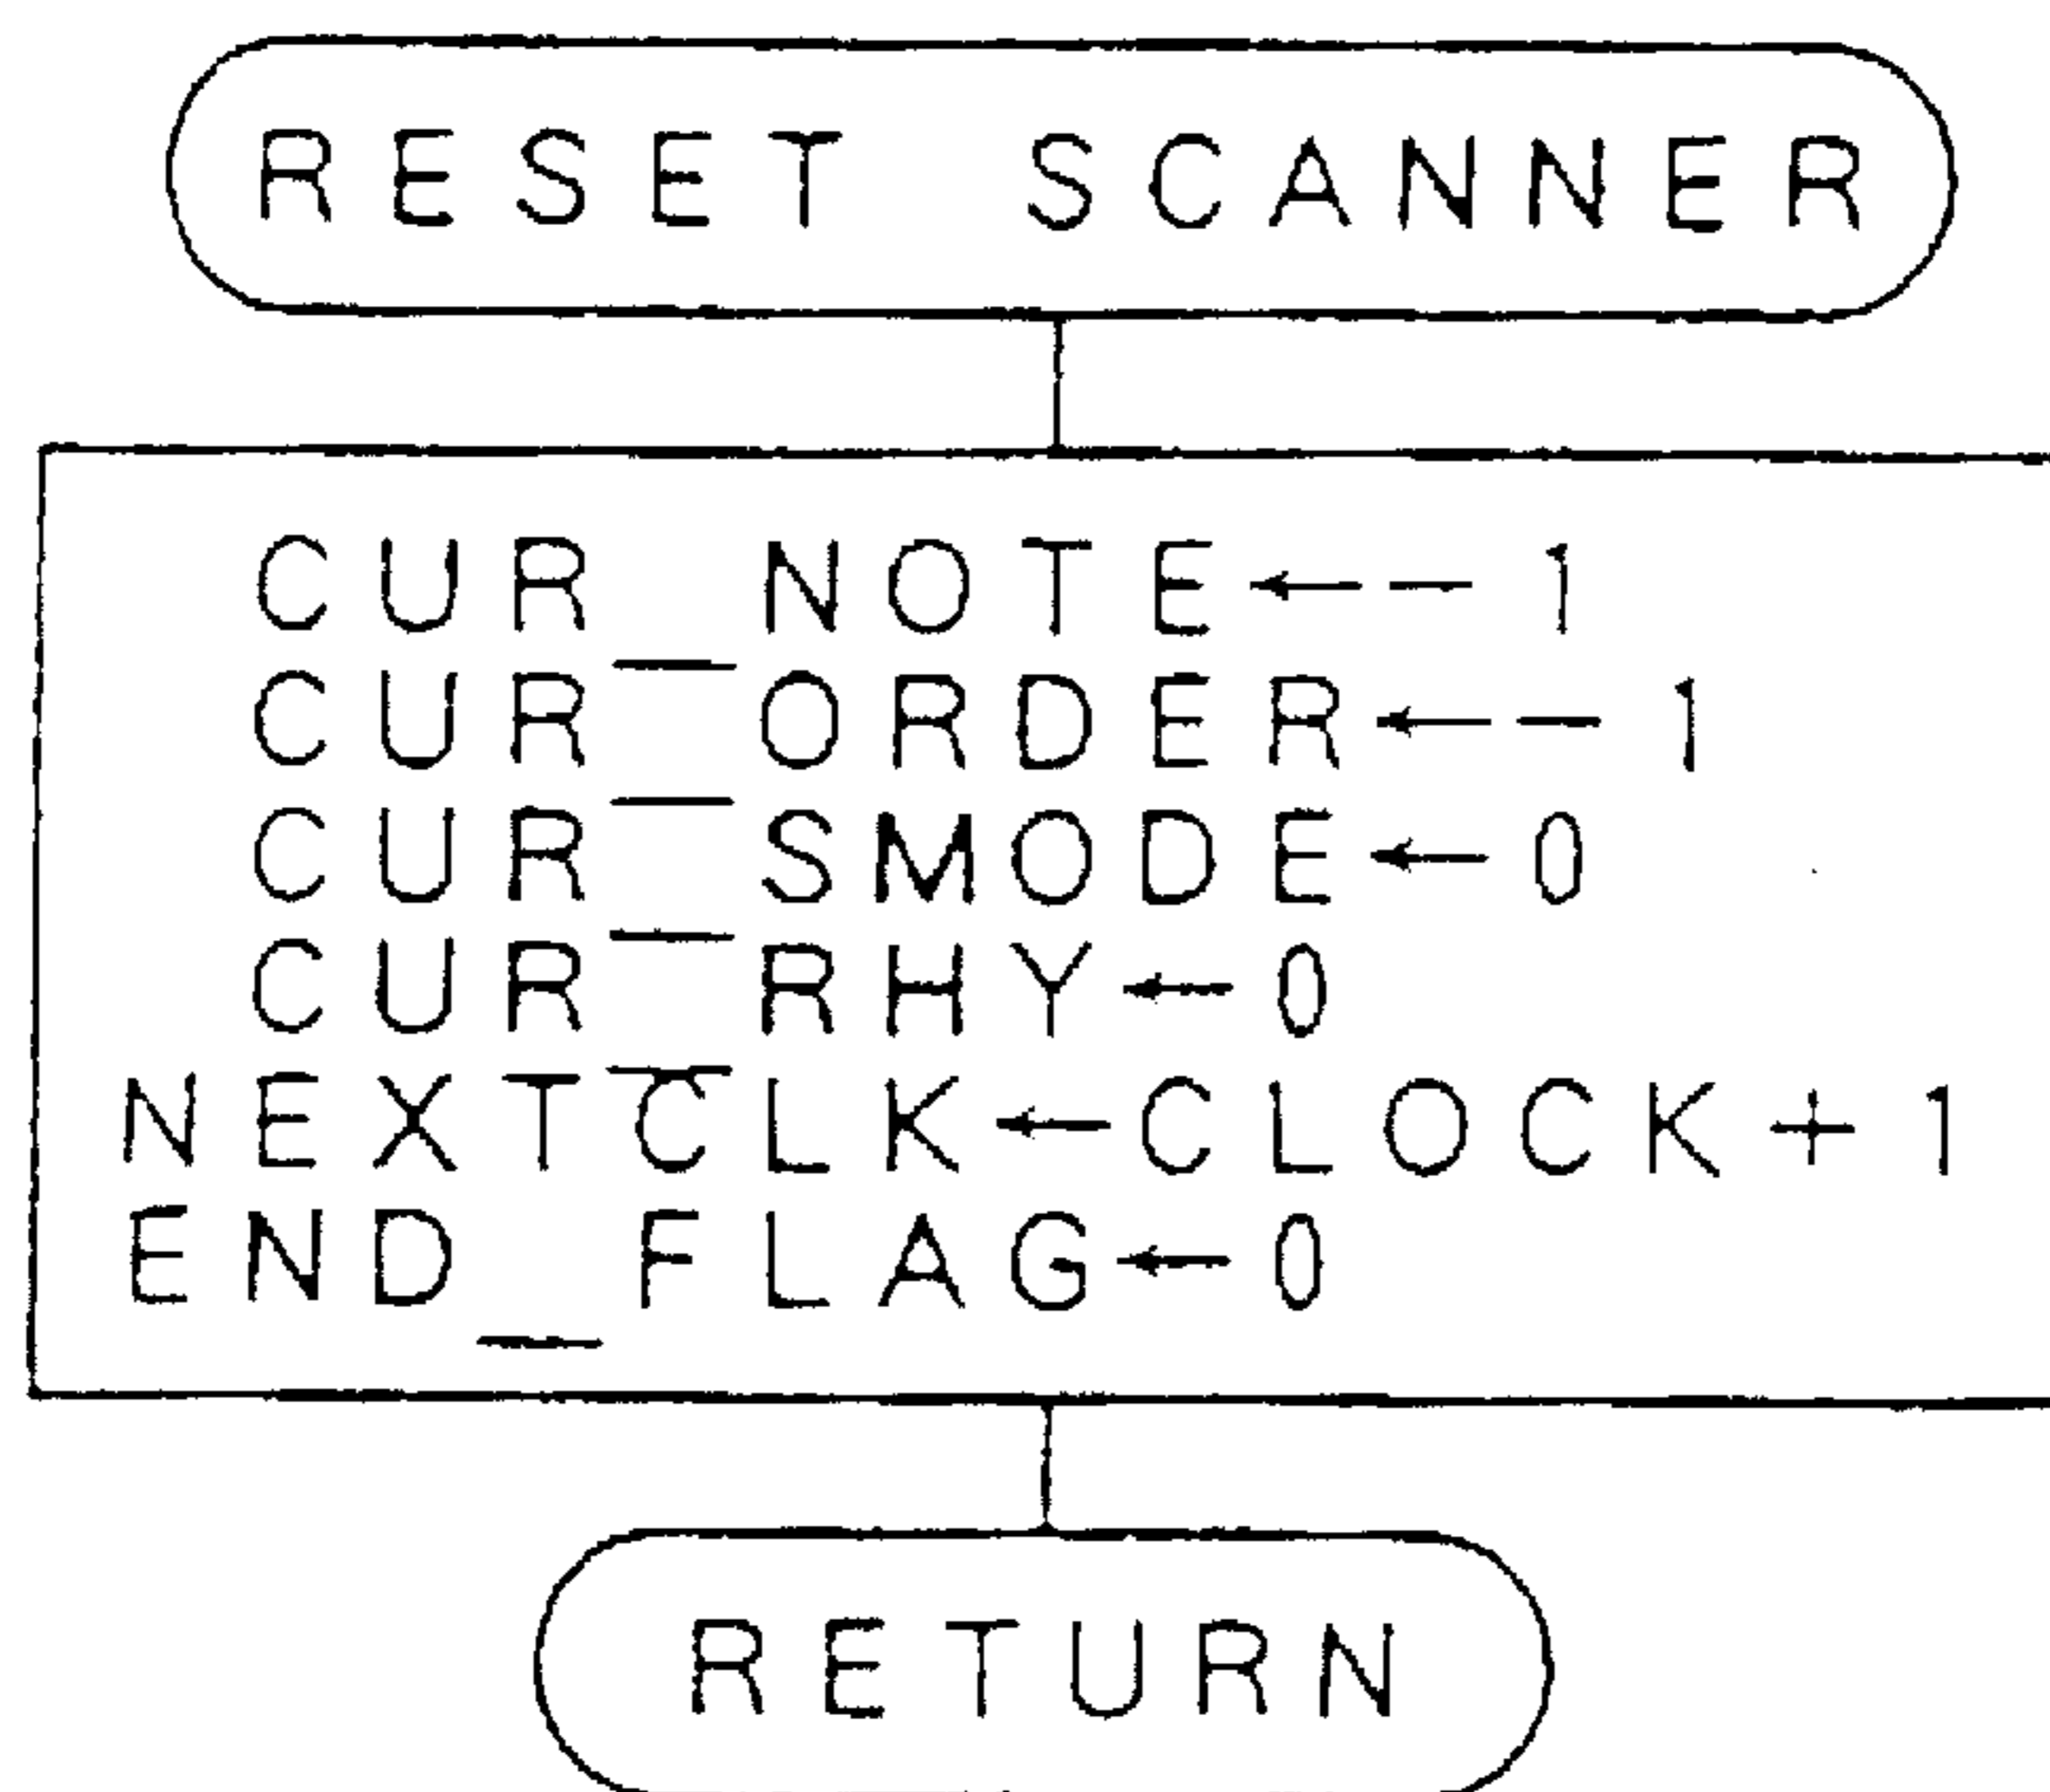 RESET SCANNER
CUR_NOTE←−1
CUR_ORDER←−1
CUR_SMODE←0
CUR_RHY←0
NEXTCLK←CLOCK+1
END_FLAG←0
RETURN